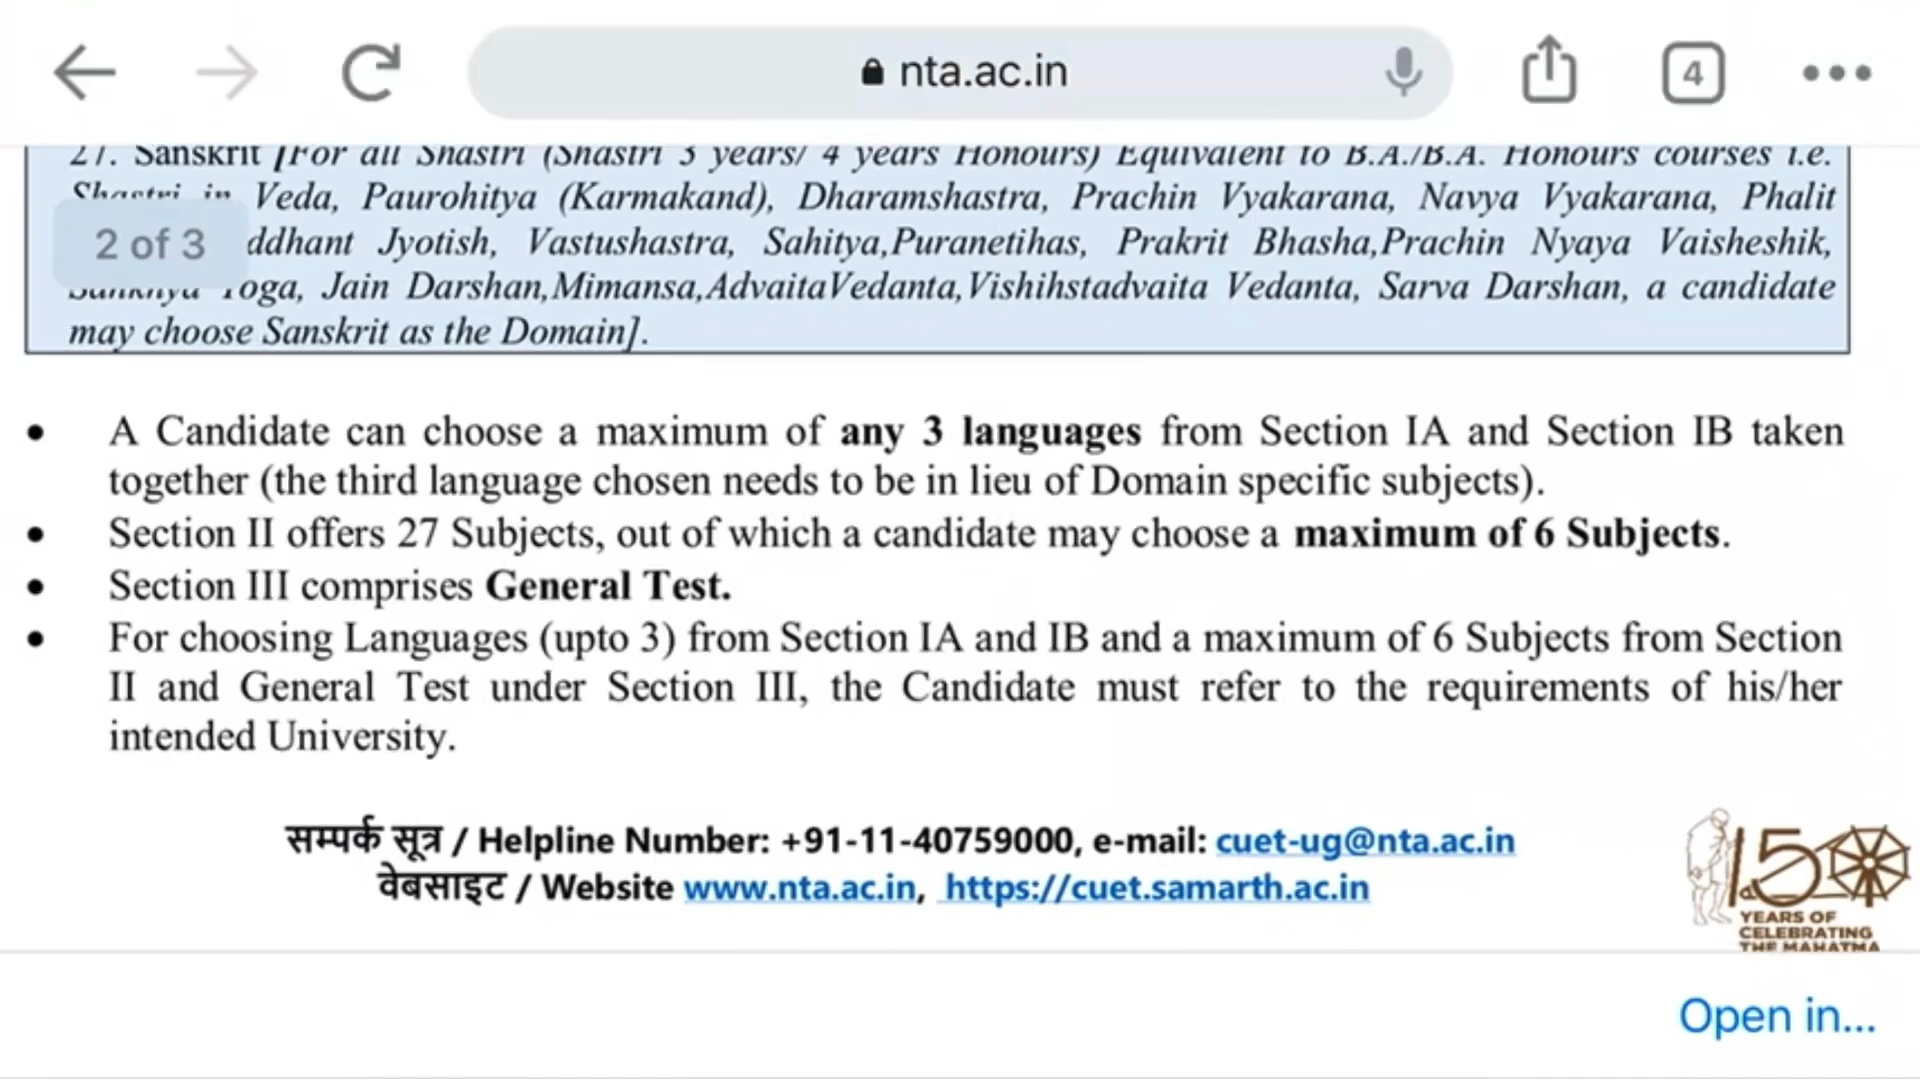 nta.ac.in
4
27. Sanskrit [For all Shastri (Shastri 3 years/ 4 years Honours) Equivalent to B.A./B.A. Honours courses i.e.
Shastri in Veda, Paurohitya (Karmakand), Dharamshastra, Prachin Vyakarana, Navya Vyakarana, Phalit
2 of 3
ddhant Jyotish, Vastushastra, Sahitya,Puranetihas, Prakrit Bhasha,Prachin Nyaya Vaisheshik,
Yoga, Jain Darshan,Mimansa,AdvaitaVedanta,Vishihstadvaita Vedanta, Sarva Darshan, a candidate
may choose Sanskrit as the Domain].
• A Candidate can choose a maximum of any 3 languages from Section IA and Section IB taken
together (the third language chosen needs to be in lieu of Domain specific subjects).
• Section II offers 27 Subjects, out of which a candidate may choose a maximum of 6 Subjects.
• Section III comprises General Test.
• For choosing Languages (upto 3) from Section IA and IB and a maximum of 6 Subjects from Section
II and General Test under Section III, the Candidate must refer to the requirements of his/her
intended University.
सम्पर्क सूत्र / Helpline Number: +91-11-40759000, e-mail: cuet-ug@nta.ac.in
वेबसाइट / Website www.nta.ac.in, https://cuet.samarth.ac.in
150
YEARS OF
CELEBRATING
THE MAHATMA
Open in...